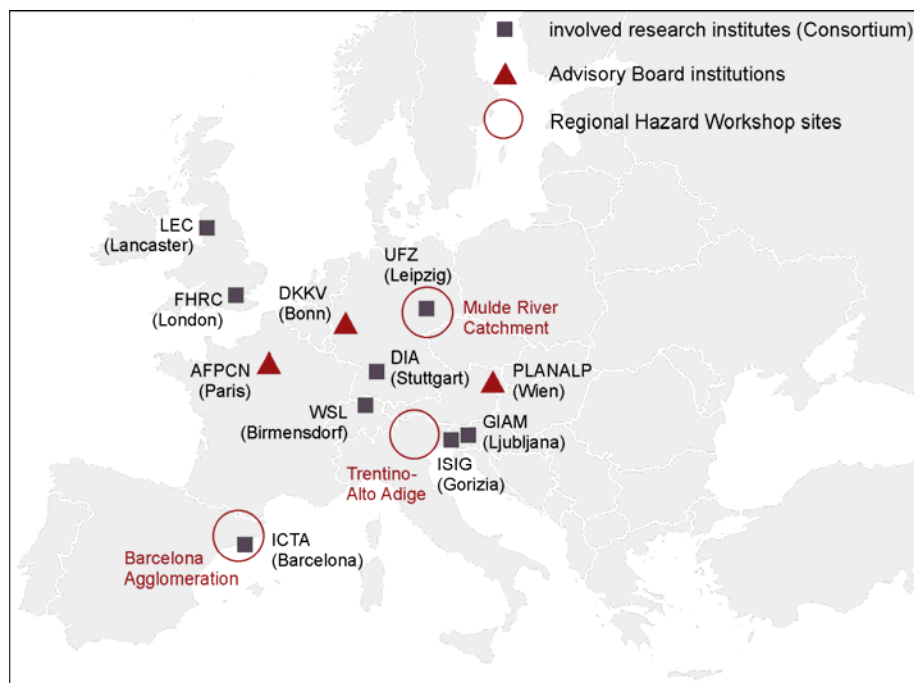 involved research institutes (Consortium)
Advisory Board institutions
Regional Hazard Workshop sites
LEC
(Lancaster)
FHRC
(London)
DKKV
(Bonn)
UFZ
(Leipzig)
Mulde River
Catchment
AFPCN
(Paris)
DIA
(Stuttgart)
PLANALP
(Wien)
WSL
(Birmensdorf)
GIAM
(Ljubljana)
ISIG
(Gorizia)
Trentino-
Alto Adige
ICTA
(Barcelona)
Barcelona
Agglomeration